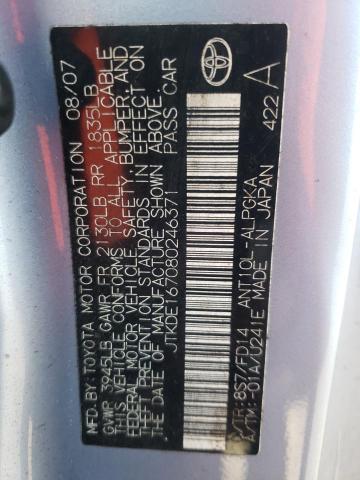 MFD. BY: TOYOTA MOTOR CORPORATION 08/07
GVWR 3945LB GAWR FR 2130LB RR 1835LB
THIS VEHICLE CONFORMS TO ALL APPLICABLE
FEDERAL MOTOR VEHICLE SAFETY, BUMPER, AND
THEFT PREVENTION STANDARDS IN EFFECT ON
THE DATE OF MANUFACTURE SHOWN ABOVE.
JTKDE167080246371 PASS CAR
C/TR: 8S7/FD14 ANT10L-ALPGKA
A/TM: -01A/U241E MADE IN JAPAN
422 A